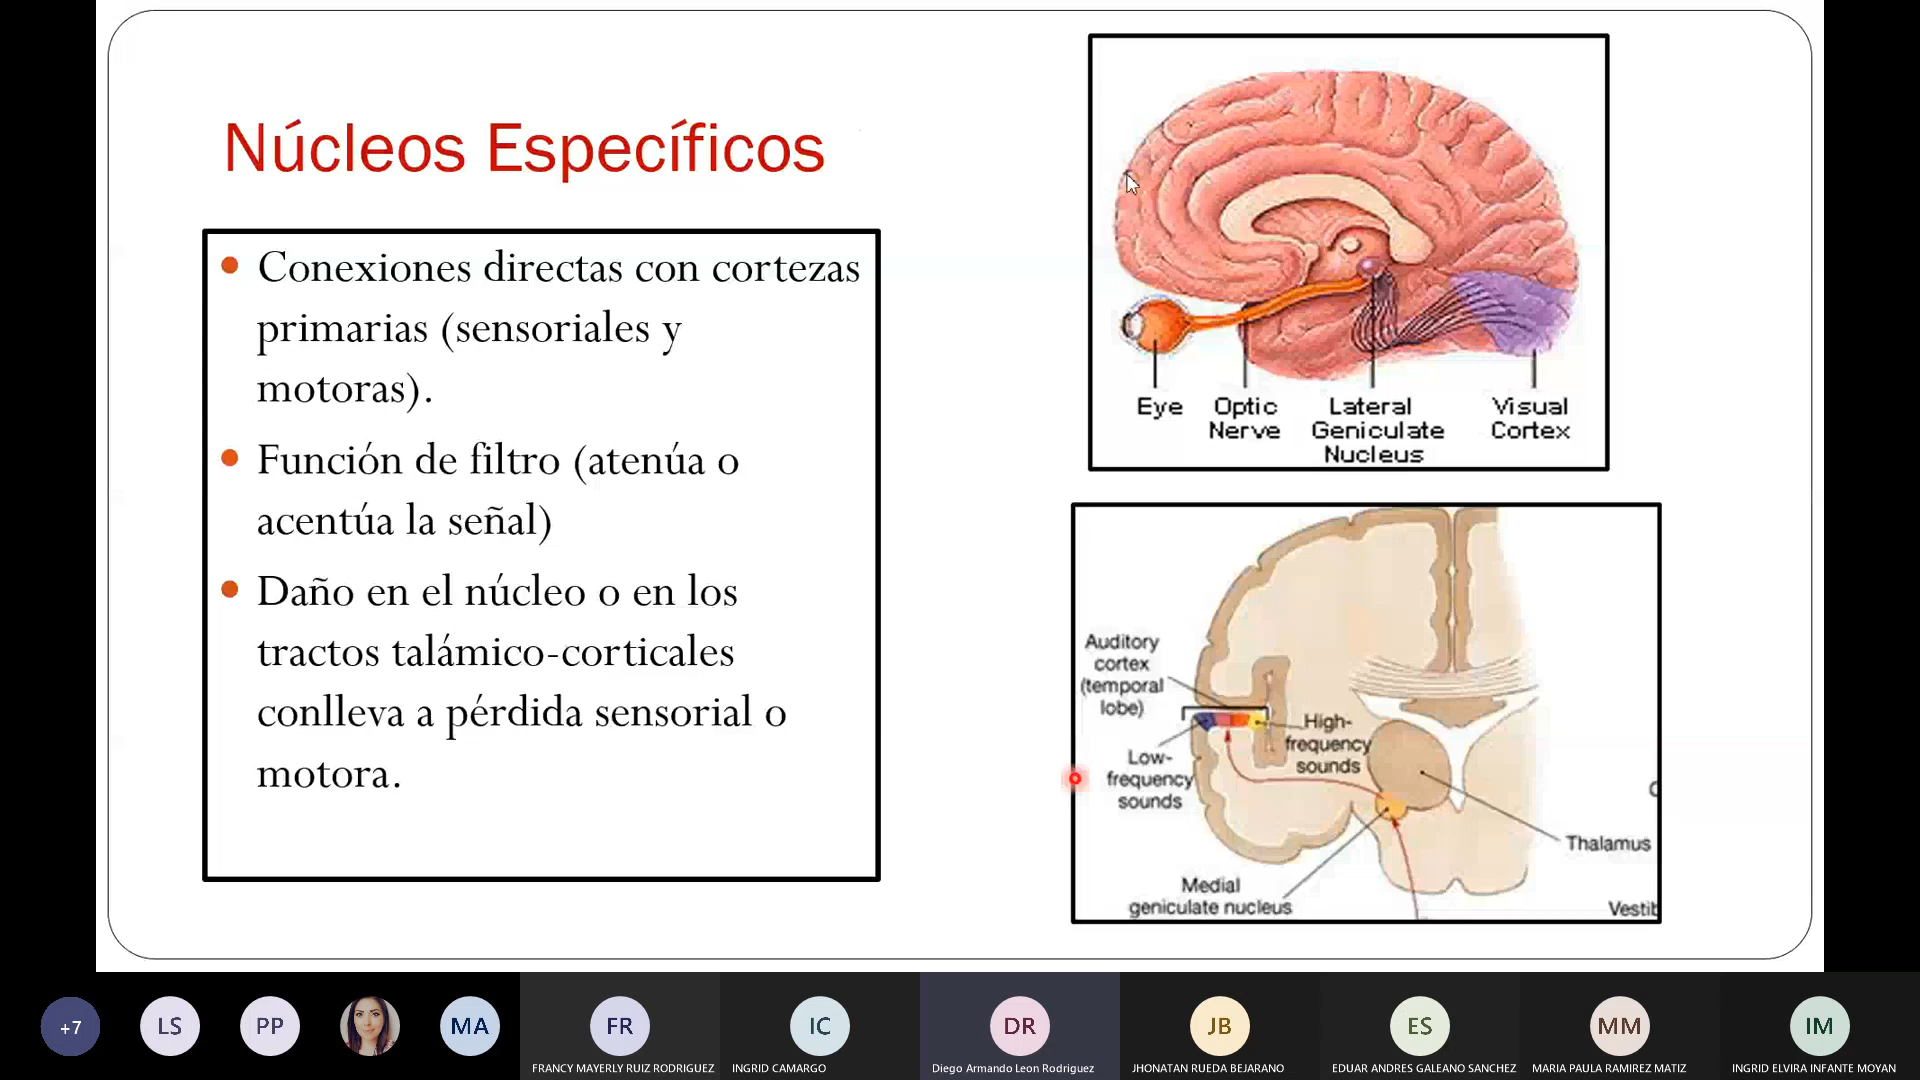 Núcleos Específicos
Conexiones directas con cortezas
primarias (sensoriales y
motoras).
Función de filtro (atenúa o
acentúa la señal)
Daño en el núcleo o en los
tractos talámico-corticales
conlleva a pérdida sensorial o
motora.
Eye
Optic
Nerve
Lateral
Geniculate
Nucleus
Visual
Cortex
Auditory
cortex
(temporal
lobe)
High-
frequency
sounds
Low-
frequency
sounds
Thalamus
Medial
geniculate nucleus
Vestib
+7
LS
PP
MA
FR
IC
DR
JB
ES
MM
IM
FRANCY MAYERLY RUIZ RODRIGUEZ
INGRID CAMARGO
Diego Armando Leon Rodriguez
JHONATAN RUEDA BEJARANO
EDUAR ANDRES GALEANO SANCHEZ
MARIA PAULA RAMIREZ MATIZ
INGRID ELVIRA INFANTE MOYAN